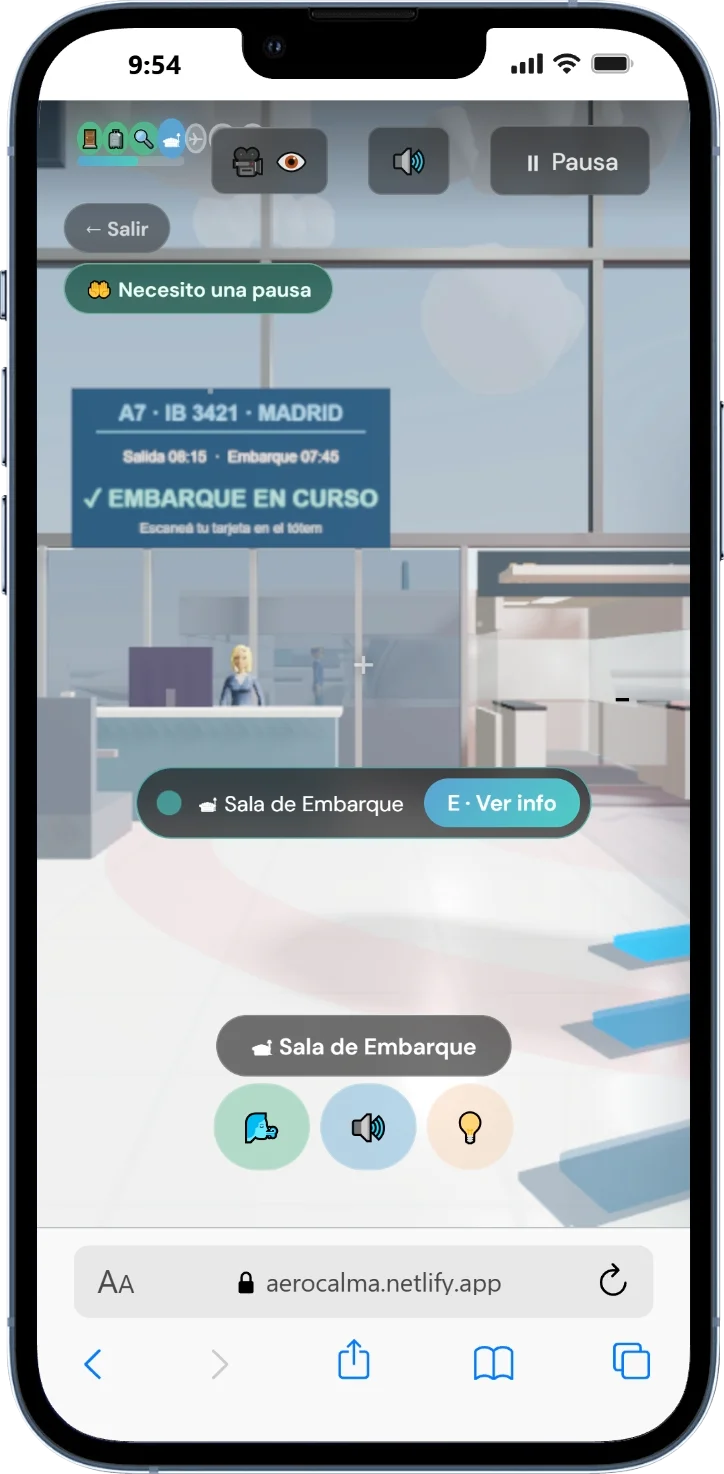 9:54
Pausa
← Salir
Necesito una pausa
A7 · IB 3421 · MADRID
Salida 08:15 · Embarque 07:45
✓ EMBARQUE EN CURSO
Escaneá tu tarjeta en el tótem
Sala de Embarque
E · Ver info
Sala de Embarque
AA
aerocalma.netlify.app